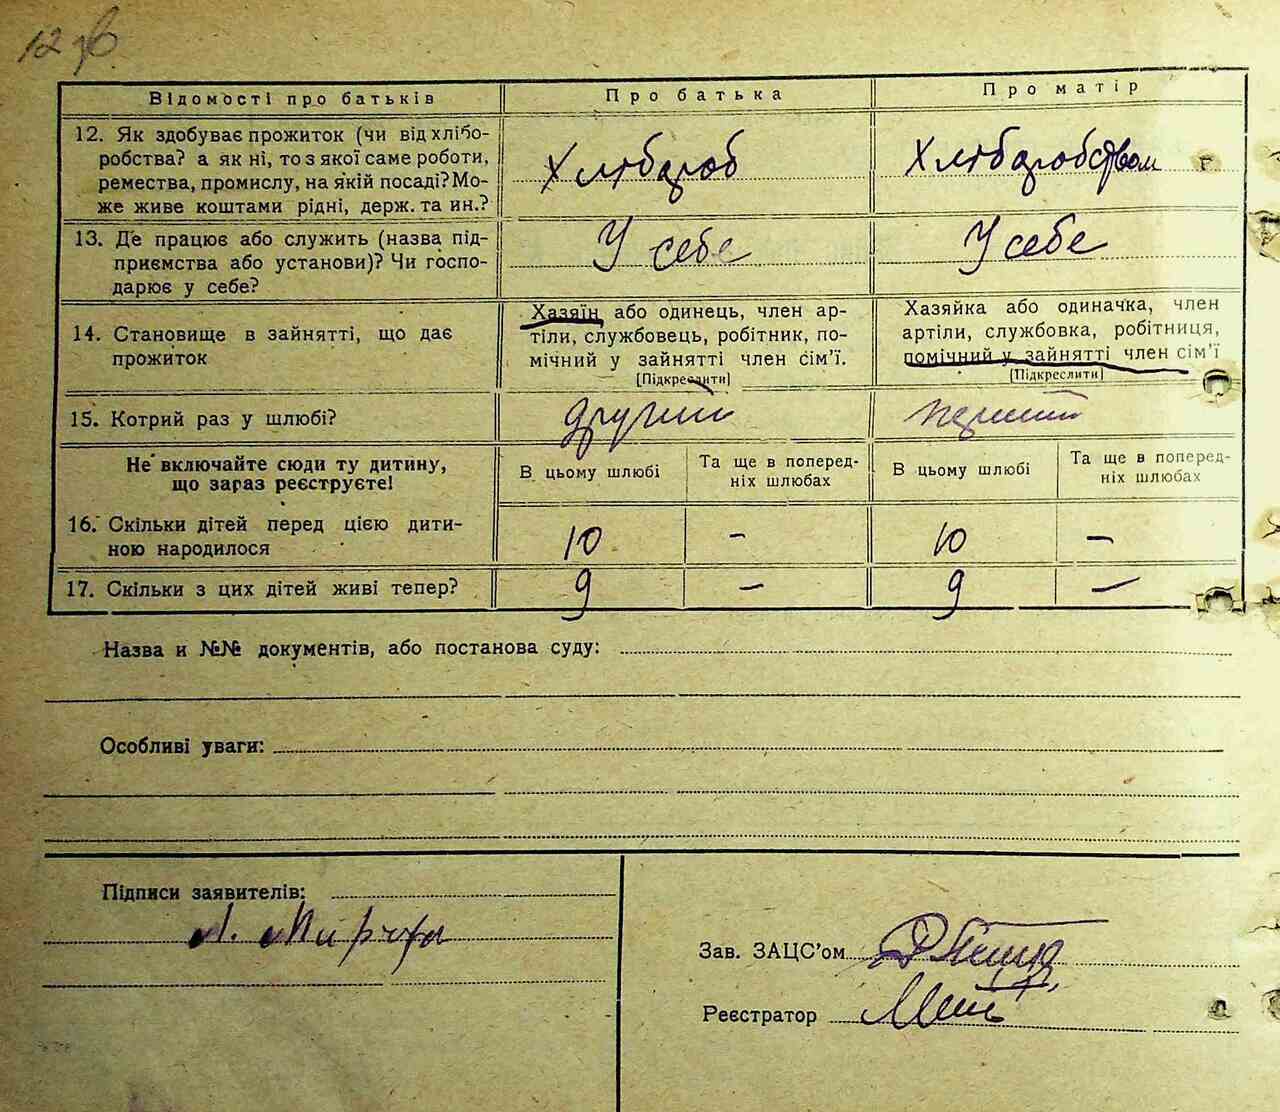 12 зв
Відомості про батьків
Про батька
Про матір
12. Як здобуває прожиток (чи від хлібо-
робства? а як ні, то з якої саме роботи,
ремества, промислу, на якій посаді? Мо-
же живе коштами рідні, держ. та ин.?
Хлібороб
Хліборобством
13. Де працює або служить (назва під-
приємства або установи)? Чи госпо-
дарює у себе?
У себе
У себе
14. Становище в зайнятті, що дає
прожиток
Хазяїн або одинець, член ар-
тіли, службовець, робітник, по-
мічний у зайнятті член сім'ї.
[Підкреслити]
Хазяйка або одиначка, член
артіли, службовка, робітниця,
помічний у зайнятті член сім'ї
[Підкреслити]
15. Котрий раз у шлюбі?
другий
перший
Не включайте сюди ту дитину,
що зараз реєструєте!
В цьому шлюбі
Та ще в поперед-
ніх шлюбах
В цьому шлюбі
Та ще в поперед-
ніх шлюбах
16. Скільки дітей перед цією дити-
ною народилося
10
-
10
-
17. Скільки з цих дітей живі тепер?
9
-
9
-
Назва и №№ документів, або постанова суду:
Особливі уваги:
Підписи заявителів:
Зав. ЗАЦС'ом
Реєстратор